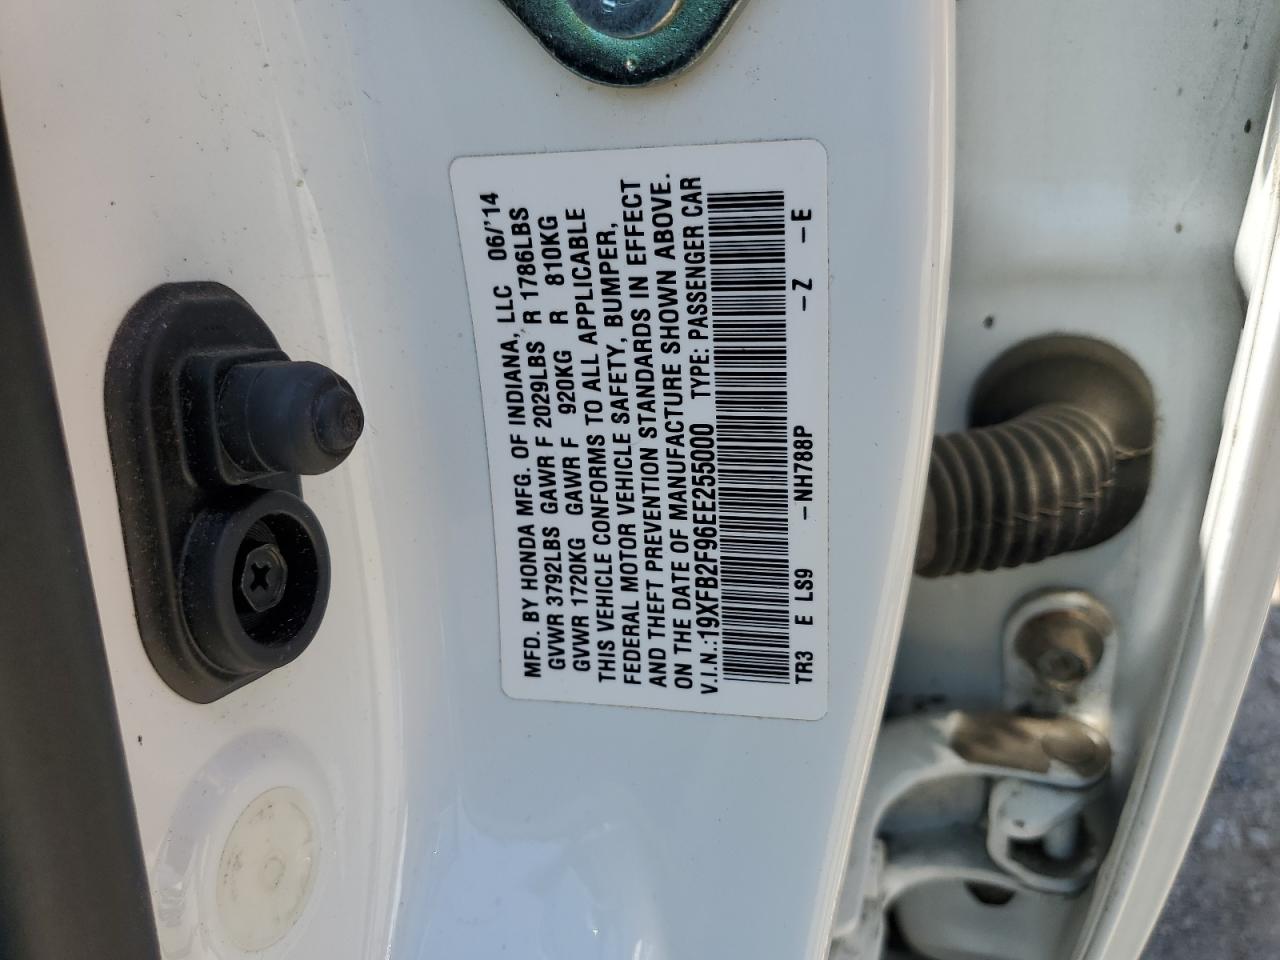 MFD. BY HONDA MFG. OF INDIANA., LLC 06/'14
GVWR 3792LBS GAWR F 2029LBS R 1786LBS
GVWR 1720KG GAWR F 920KG R 810KG
THIS VEHICLE CONFORMS TO ALL APPLICABLE
FEDERAL MOTOR VEHICLE SAFETY, BUMPER,
AND THEFT PREVENTION STANDARDS IN EFFECT
ON THE DATE OF MANUFACTURE SHOWN ABOVE.
V.I.N.:19XFB2F96EE255000 TYPE: PASSENGER CAR
TR3 E LS9 –NH788P –Z –E